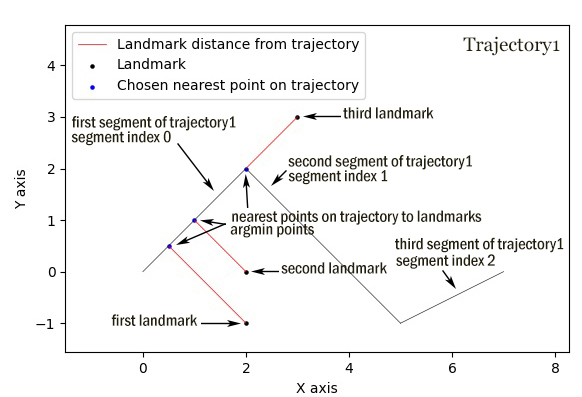 Trajectory1
Landmark distance from trajectory
Landmark
Chosen nearest point on trajectory
third landmark
first segment of trajectory1
segment index 0
second segment of trajectory1
segment index 1
nearest points on trajectory to landmarks
argmin points
third segment of trajectory1
segment index 2
second landmark
first landmark
Y axis
4
3
2
1
0
−1
0
2
4
6
8
X axis